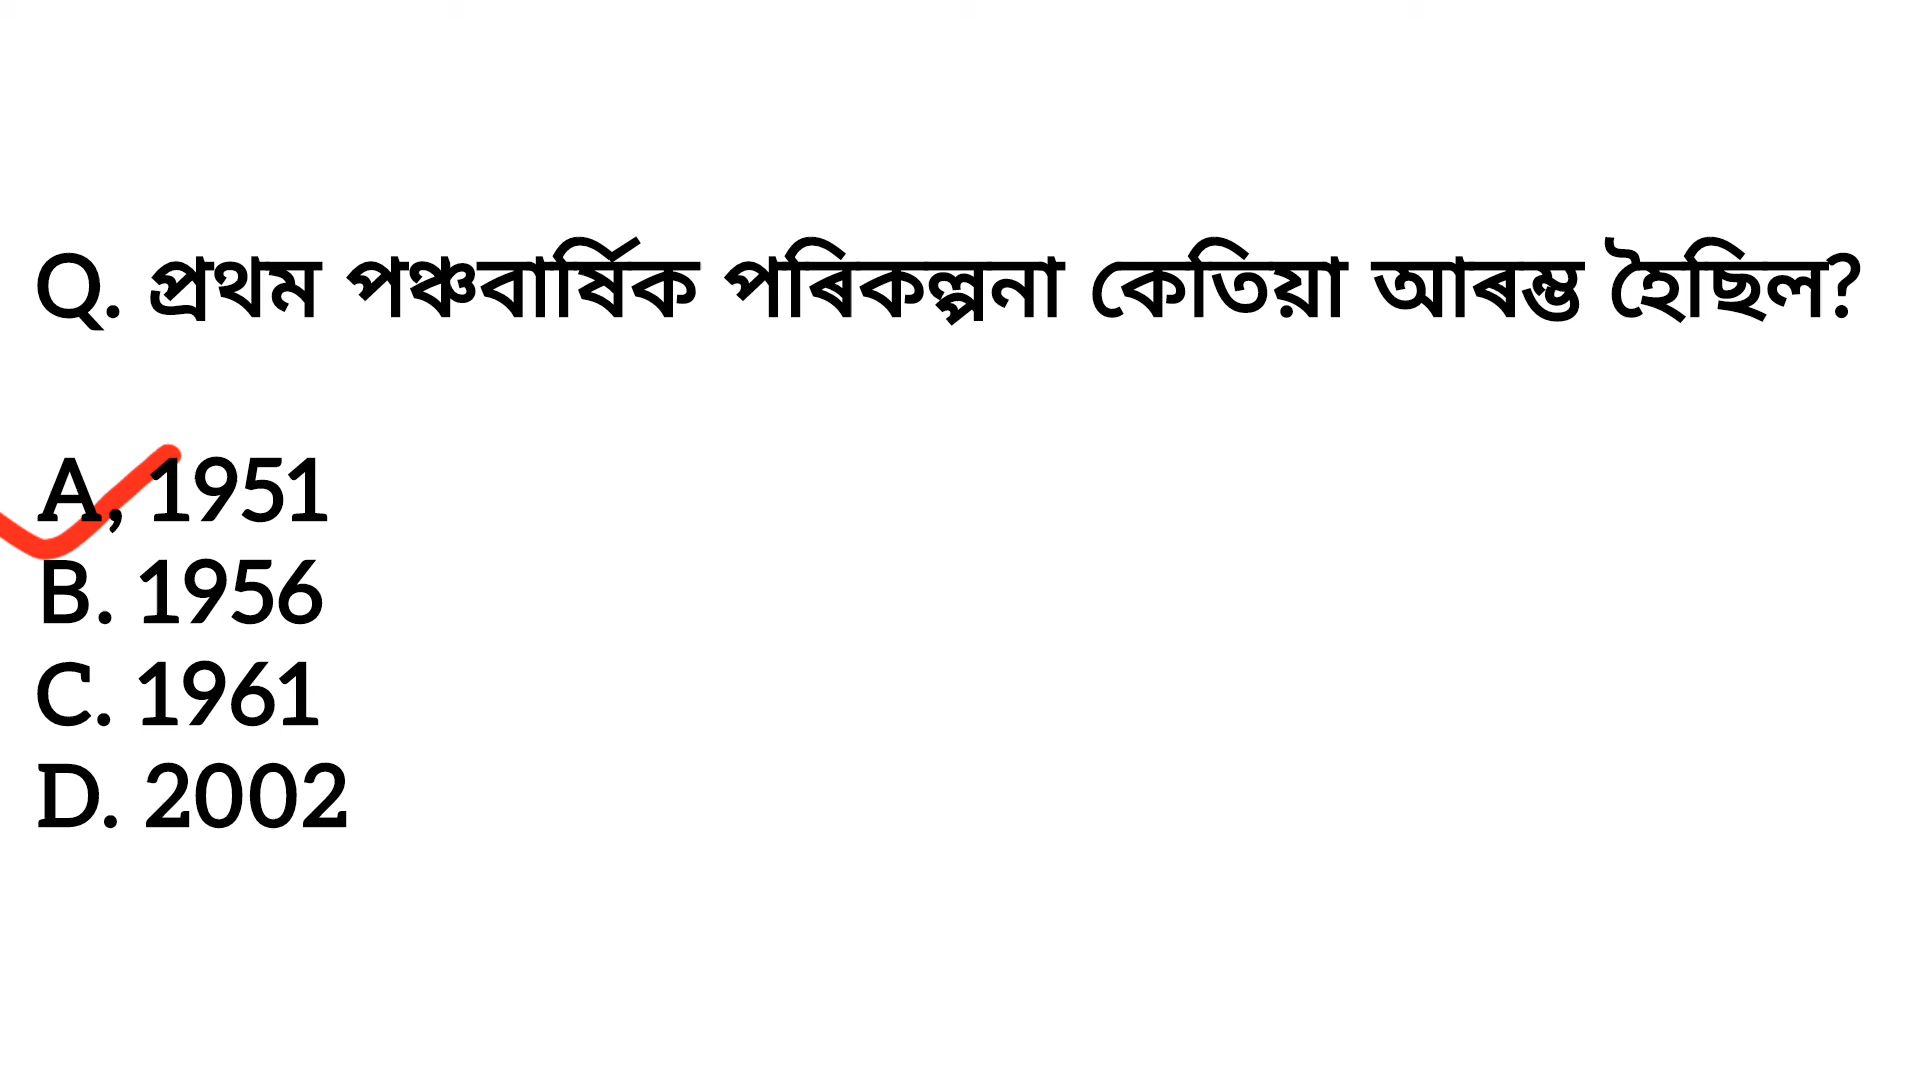 Q. প্ৰথম পঞ্চবাৰ্ষিক পৰিকল্পনা কেতিয়া আৰম্ভ হৈছিল?
A, 1951
B. 1956
C. 1961
D. 2002